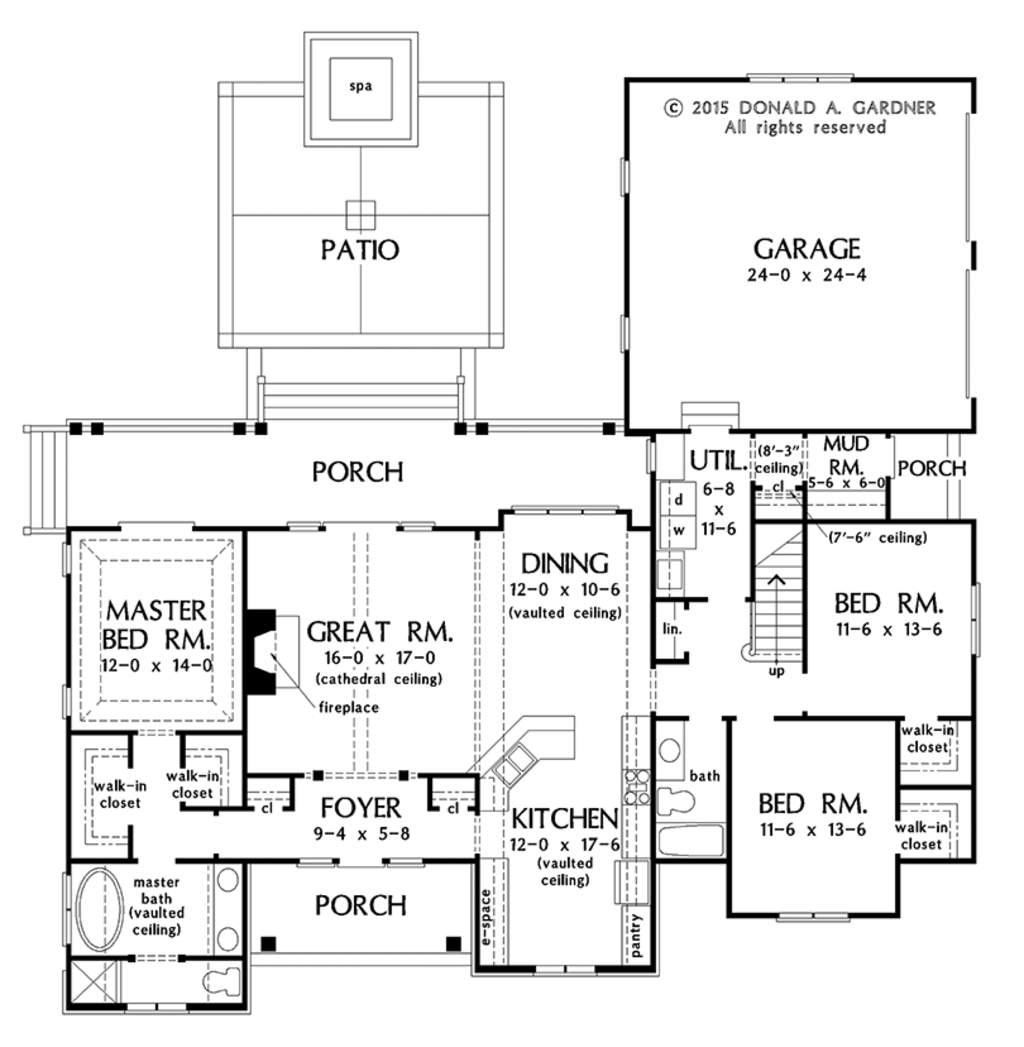 spa
© 2015 DONALD A. GARDNER
All rights reserved
PATIO
GARAGE
24-0 x 24-4
PORCH
UTIL.
6-8
x
11-6
(8'-3"
ceiling)
cl
MUD
RM.
5-6 x 6-0
PORCH
d
w
(7'-6" ceiling)
MASTER
BED RM.
12-0 x 14-0
GREAT RM.
16-0 x 17-0
(cathedral ceiling)
fireplace
DINING
12-0 x 10-6
(vaulted ceiling)
lin.
up
BED RM.
11-6 x 13-6
walk-in
closet
walk-in
closet
walk-in
closet
cl
FOYER
9-4 x 5-8
cl
KITCHEN
12-0 x 17-6
(vaulted
ceiling)
bath
BED RM.
11-6 x 13-6
walk-in
closet
master
bath
(vaulted
ceiling)
PORCH
e-space
pantry